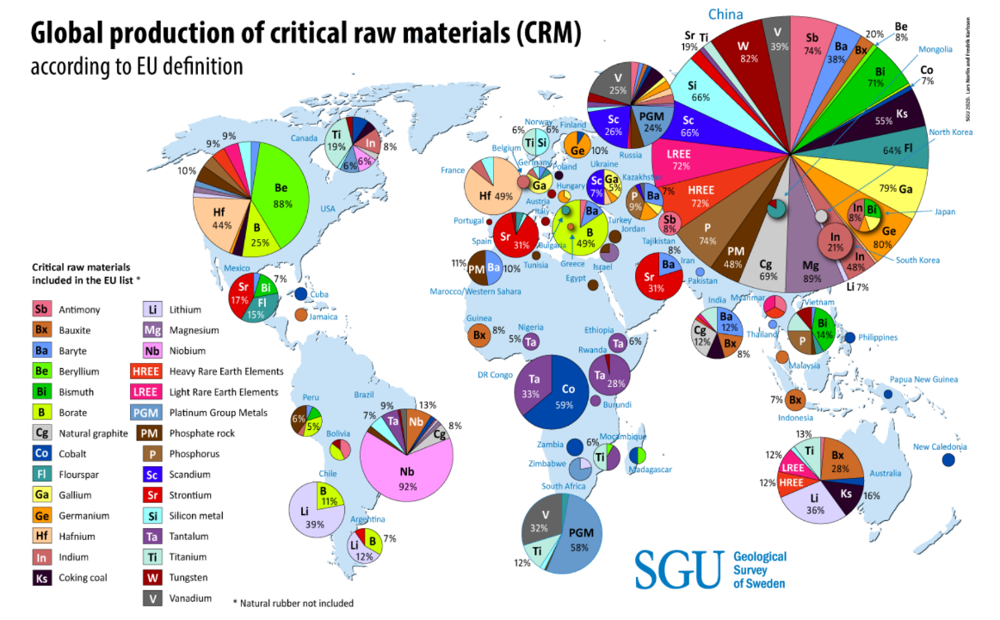 Global production of critical raw materials (CRM)
according to EU definition
China
SGU 2020. Lars Norlin and Fredrik Karlsson
Sr
19%
Ti
W
82%
V
39%
Sb
74%
Ba
38%
Bx
20%
Be
8%
Bi
71%
Co
7%
Ks
55%
64% Fl
79% Ga
Ge
80%
In
48%
Li 7%
Mg
89%
Cg
69%
PM
48%
P
74%
HREE
72%
LREE
72%
Sc
66%
Si
66%
Mongolia
North Korea
Japan
In
8%
Bi
South Korea
In
21%
Canada
Ti
19%
In
8%
6%
6%
USA
9%
9%
10%
Be
88%
Hf
44%
B
25%
Mexico
Sr
17%
Bi
7%
Fl
15%
Cuba
Jamaica
Norway
6%
Ti
Si
6%
Finland
Ge
10%
Russia
V
25%
Sc
26%
PGM
24%
Belgium
Germany
Ga
Poland
France
Hf 49%
Ukraine
Sc
7%
Ga
5%
Hungary
Austria
Italy
Kazakhstan
P
9%
Ba
7%
Portugal
Spain
Sr
31%
Bulgaria
Greece
Turkey
Ba
B
49%
Jordan
Israel
Tunisia
Egypt
Tajikistan
Sb
8%
8%
Iran
Ba
Sr
31%
Pakistan
11%
PM
Ba
10%
Marocco/Western Sahara
India
Ba
12%
Cg
12%
Bx
8%
Myanmar
Thailand
Vietnam
Bi
14%
P
Philippines
Malaysia
Bx
7%
Indonesia
Papua New Guinea
New Caledonia
Guinea
Bx
8%
Nigeria
5%
Ta
Ethiopia
Ta
6%
Rwanda
Ta
28%
Burundi
DR Congo
Ta
33%
Co
59%
Zambia
Zimbabwe
Moçambique
6%
Ti
Madagascar
South Africa
V
32%
PGM
58%
Ti
12%
Peru
6%
5%
Bolivia
Brazil
9%
7%
Ta
Nb
13%
Cg
8%
Nb
92%
Chile
B
11%
Li
39%
Argentina
Li
12%
B
7%
Australia
13%
Ti
Bx
28%
12%
LREE
12%
HREE
Li
36%
Ks
16%
Critical raw materials
included in the EU list *
Sb Antimony
Bx Bauxite
Ba Baryte
Be Beryllium
Bi Bismuth
B Borate
Cg Natural graphite
Co Cobalt
Fl Flourspar
Ga Gallium
Ge Germanium
Hf Hafnium
In Indium
Ks Coking coal
Li Lithium
Mg Magnesium
Nb Niobium
HREE Heavy Rare Earth Elements
LREE Light Rare Earth Elements
PGM Platinum Group Metals
PM Phosphate rock
P Phosphorus
Sc Scandium
Sr Strontium
Si Silicon metal
Ta Tantalum
Ti Titanium
W Tungsten
V Vanadium
* Natural rubber not included
SGU
Geological
Survey
of Sweden